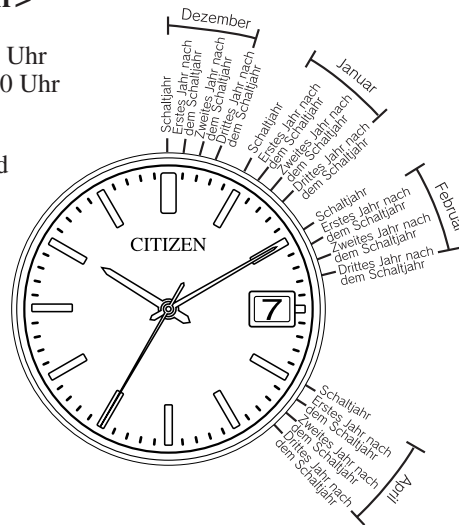 r>
Uhr
0 Uhr
d
Dezember
Schaltjahr
Erstes Jahr nach
dem Schaltjahr
Zweites Jahr nach
dem Schaltjahr
Drittes Jahr nach
dem Schaltjahr
Januar
Schaltjahr
Erstes Jahr nach
dem Schaltjahr
Zweites Jahr nach
dem Schaltjahr
Drittes Jahr nach
dem Schaltjahr
Februar
Schaltjahr
Erstes Jahr nach
dem Schaltjahr
Zweites Jahr nach
dem Schaltjahr
Drittes Jahr nach
dem Schaltjahr
CITIZEN
7
Schaltjahr
Erstes Jahr nach
dem Schaltjahr
Zweites Jahr nach
dem Schaltjahr
Drittes Jahr nach
dem Schaltjahr
April